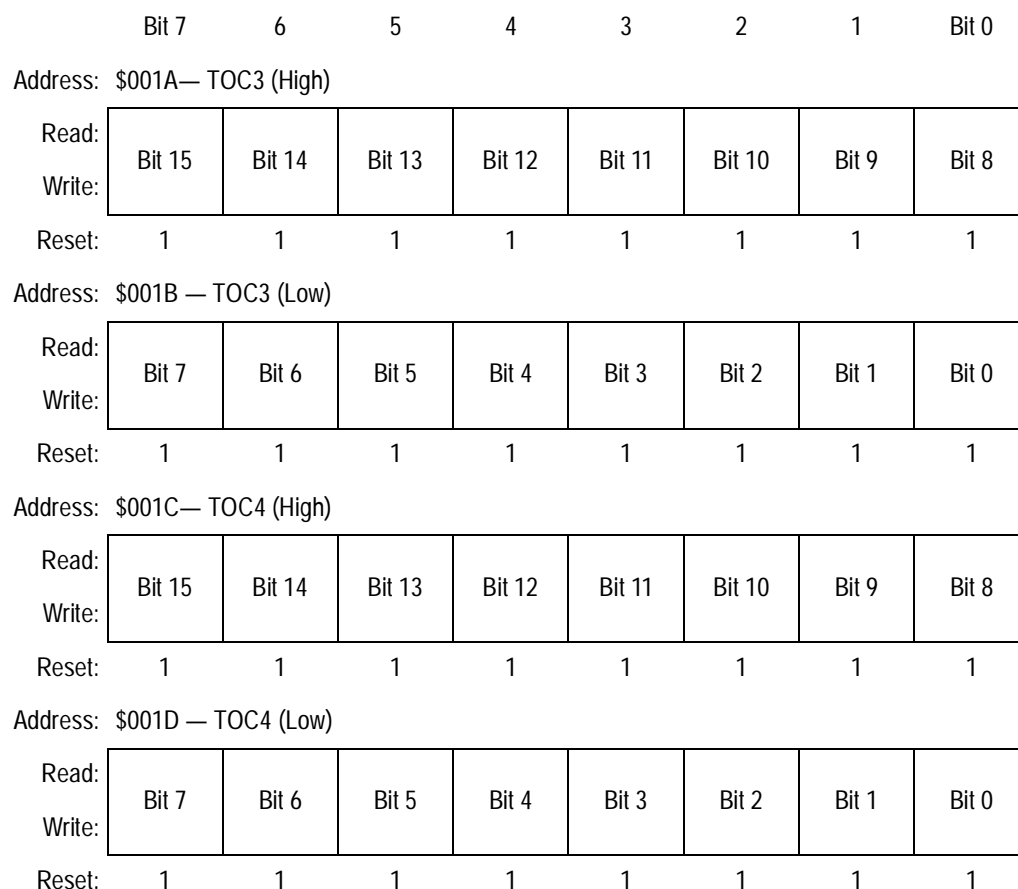 Bit 7 6 5 4 3 2 1 Bit 0
Address: $001A— TOC3 (High)
Read:
Bit 15 Bit 14 Bit 13 Bit 12 Bit 11 Bit 10 Bit 9 Bit 8
Write:
Reset: 1 1 1 1 1 1 1 1
Address: $001B — TOC3 (Low)
Read:
Bit 7 Bit 6 Bit 5 Bit 4 Bit 3 Bit 2 Bit 1 Bit 0
Write:
Reset: 1 1 1 1 1 1 1 1
Address: $001C— TOC4 (High)
Read:
Bit 15 Bit 14 Bit 13 Bit 12 Bit 11 Bit 10 Bit 9 Bit 8
Write:
Reset: 1 1 1 1 1 1 1 1
Address: $001D — TOC4 (Low)
Read:
Bit 7 Bit 6 Bit 5 Bit 4 Bit 3 Bit 2 Bit 1 Bit 0
Write:
Reset: 1 1 1 1 1 1 1 1